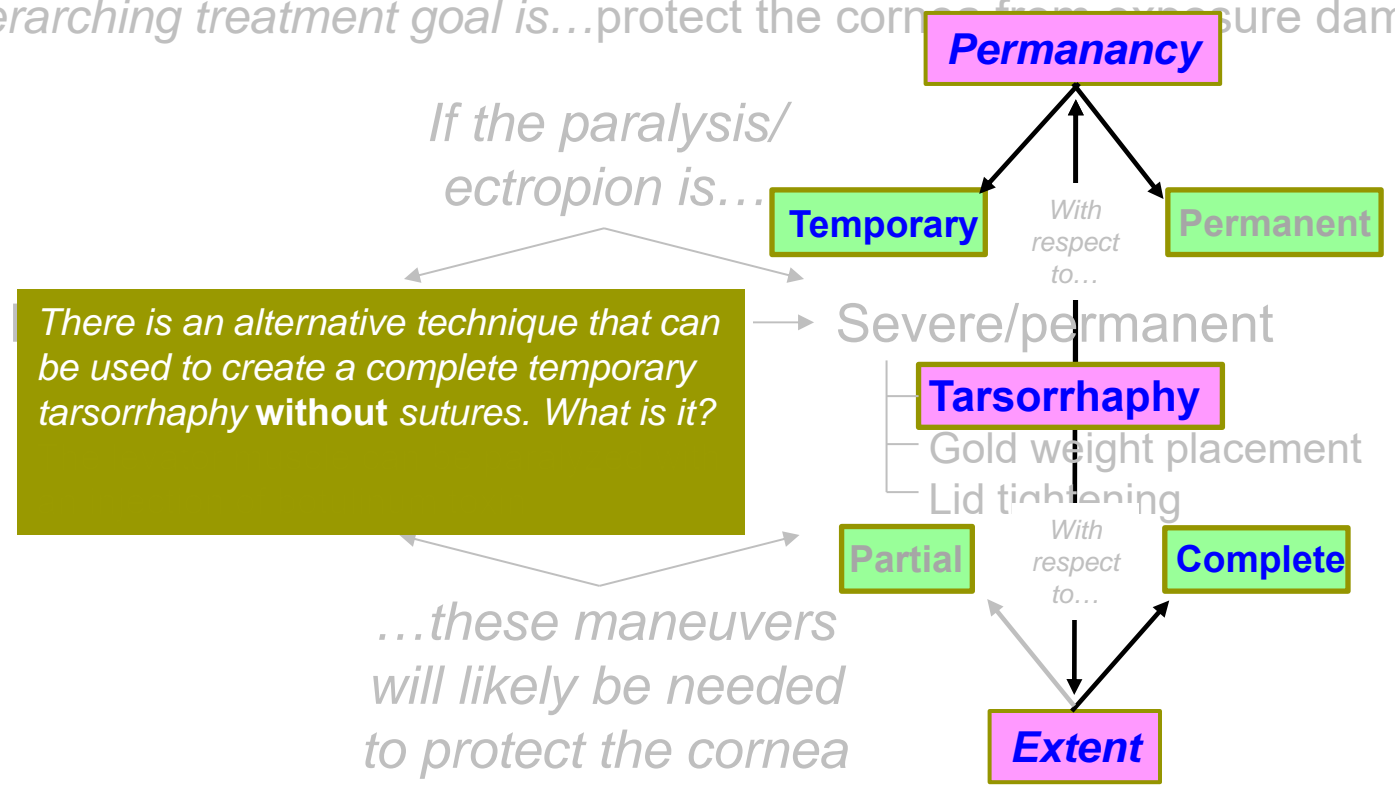 erarching treatment goal is…protect the cornea from exposure dam
Permanancy
If the paralysis/
ectropion is…
Temporary
With
respect
to…
Permanent
There is an alternative technique that can
be used to create a complete temporary
tarsorrhaphy without sutures. What is it?
Severe/permanent
Tarsorrhaphy
Gold weight placement
Lid tightening
Partial
With
respect
to…
Complete
…these maneuvers
will likely be needed
to protect the cornea
Extent